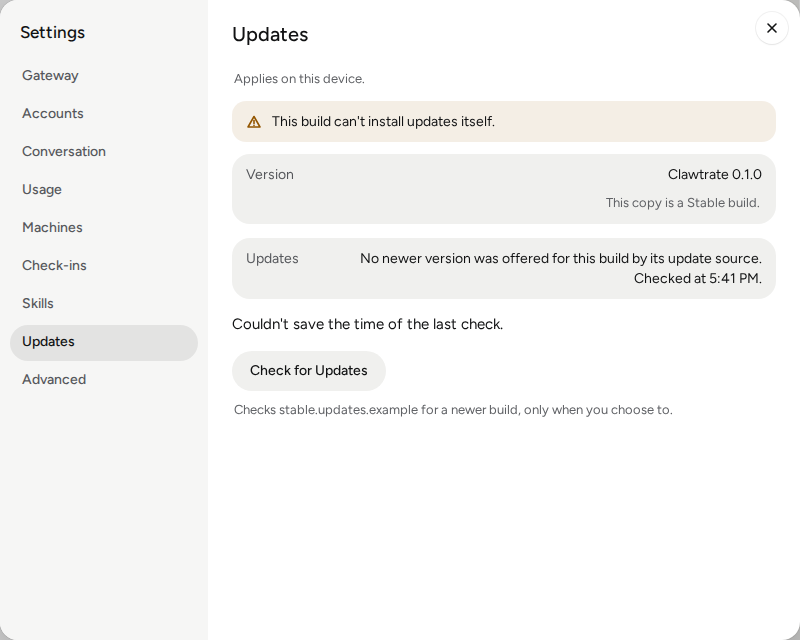 Settings
Gateway
Accounts
Conversation
Usage
Machines
Check-ins
Skills
Updates
Advanced
Updates
Applies on this device.
This build can't install updates itself.
Version
Clawtrate 0.1.0
This copy is a Stable build.
Updates
No newer version was offered for this build by its update source.
Checked at 5:41 PM.
Couldn't save the time of the last check.
Check for Updates
Checks stable.updates.example for a newer build, only when you choose to.